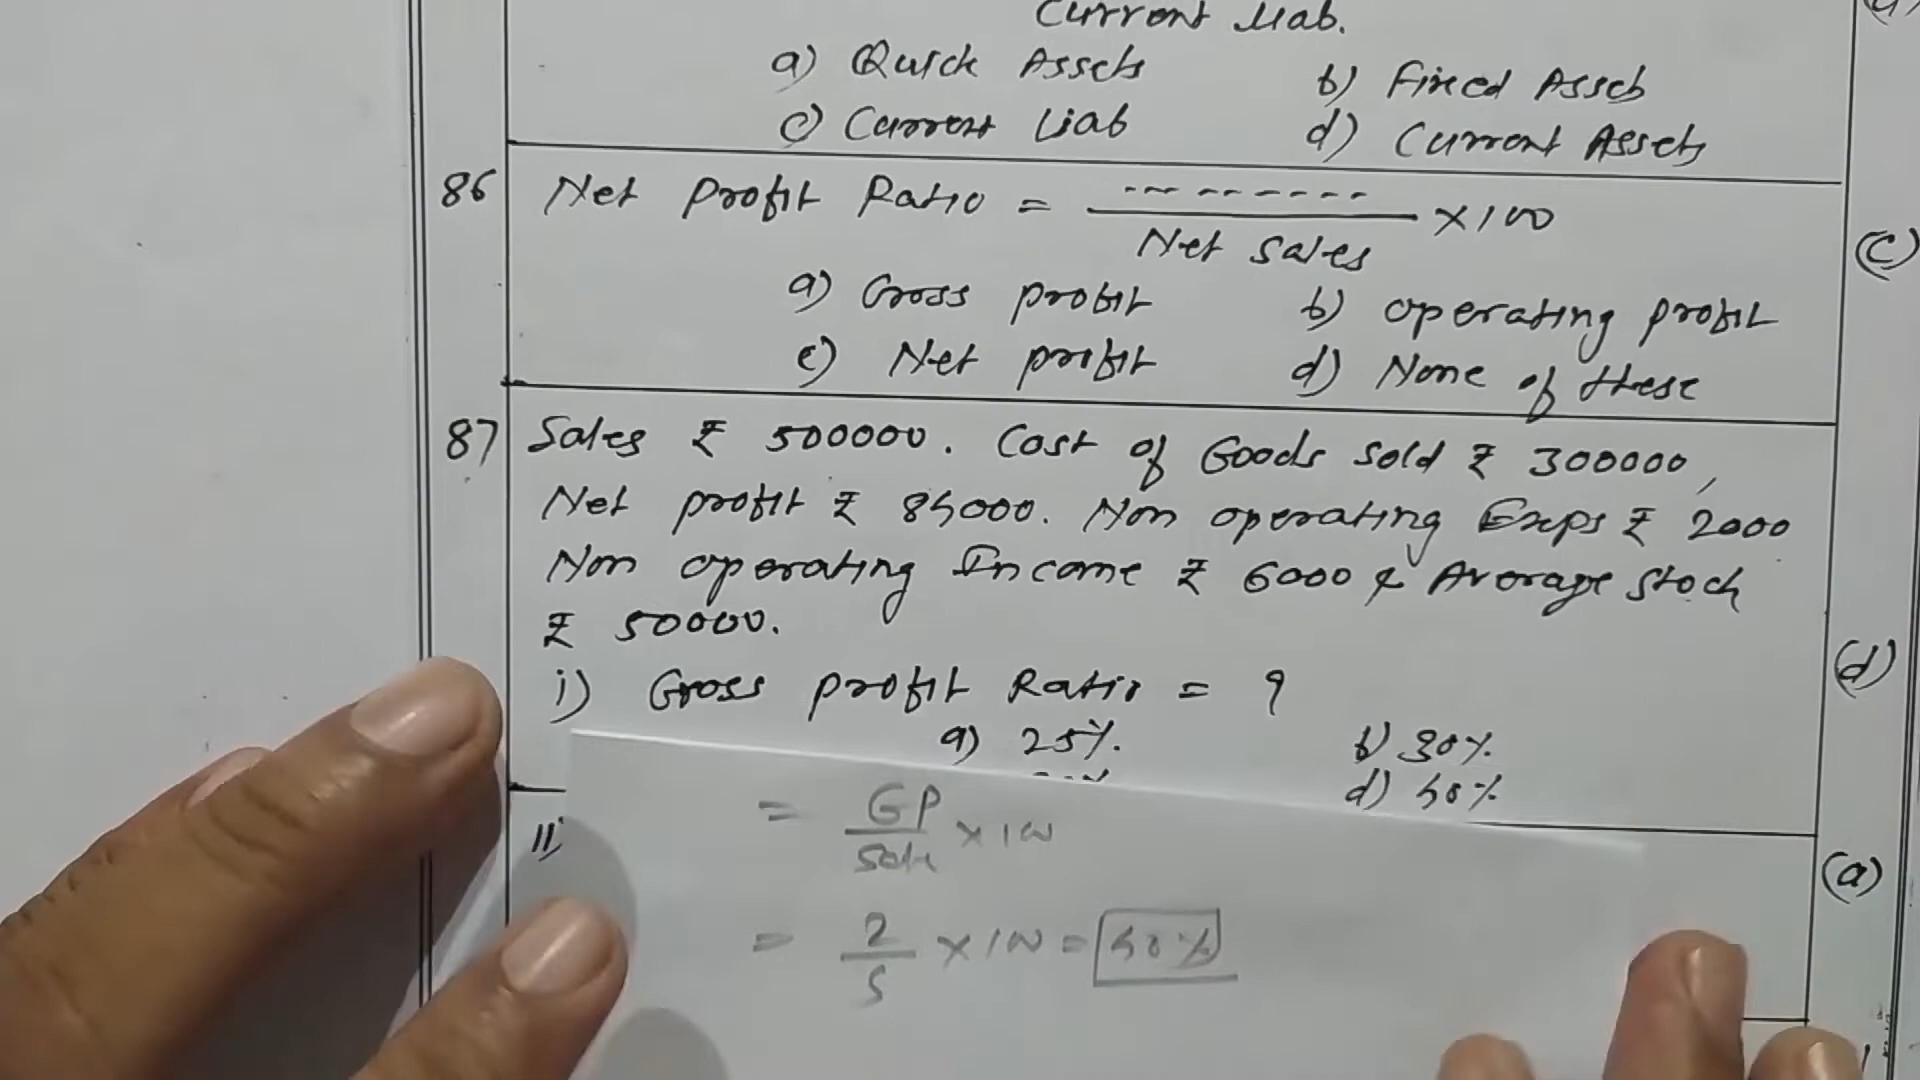 Current Liab.
a) Quick Assets b) Fixed Assets
c) Current Liab d) Current Assets
86 Net Profit Ratio = --------- / Net Sales ×100 (c)
a) Gross profit b) operating profit
c) Net profit d) None of these
87 Sales ₹ 500000. Cost of Goods Sold ₹ 300000,
Net profit ₹ 84000. Non operating Exps ₹ 2000
Non operating Income ₹ 6000 & Average Stock
₹ 50000.
i) Gross profit Ratio = ? (d)
a) 25%. b) 30%.
d) 40%
ii) (a)
= GP / Sale × 100
= 2 / 5 × 100 = 40%